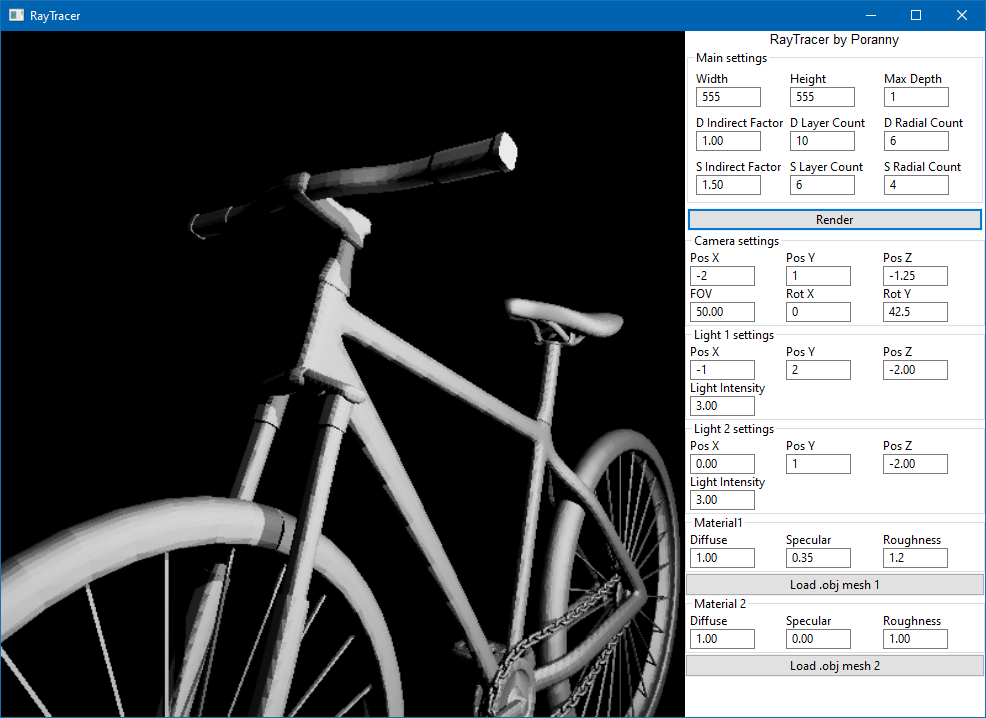 RayTracer
RayTracer by Poranny
Main settings
Width Height Max Depth
555 555 1
D Indirect Factor D Layer Count D Radial Count
1.00 10 6
S Indirect Factor S Layer Count S Radial Count
1.50 6 4
Render
Camera settings
Pos X Pos Y Pos Z
-2 1 -1.25
FOV Rot X Rot Y
50.00 0 42.5
Light 1 settings
Pos X Pos Y Pos Z
-1 2 -2.00
Light Intensity
3.00
Light 2 settings
Pos X Pos Y Pos Z
0.00 1 -2.00
Light Intensity
3.00
Material1
Diffuse Specular Roughness
1.00 0.35 1.2
Load .obj mesh 1
Material 2
Diffuse Specular Roughness
1.00 0.00 1.00
Load .obj mesh 2